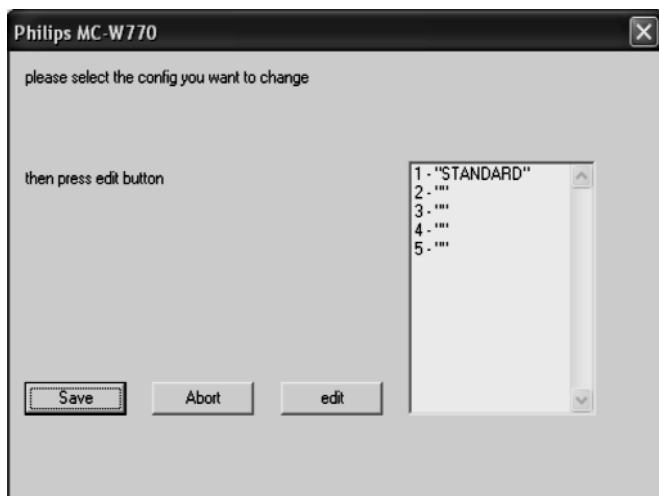 Philips MC-W770
please select the config you want to change
then press edit button
1 - "STANDARD"
2 - ""
3 - ""
4 - ""
5 - ""
Save
Abort
edit